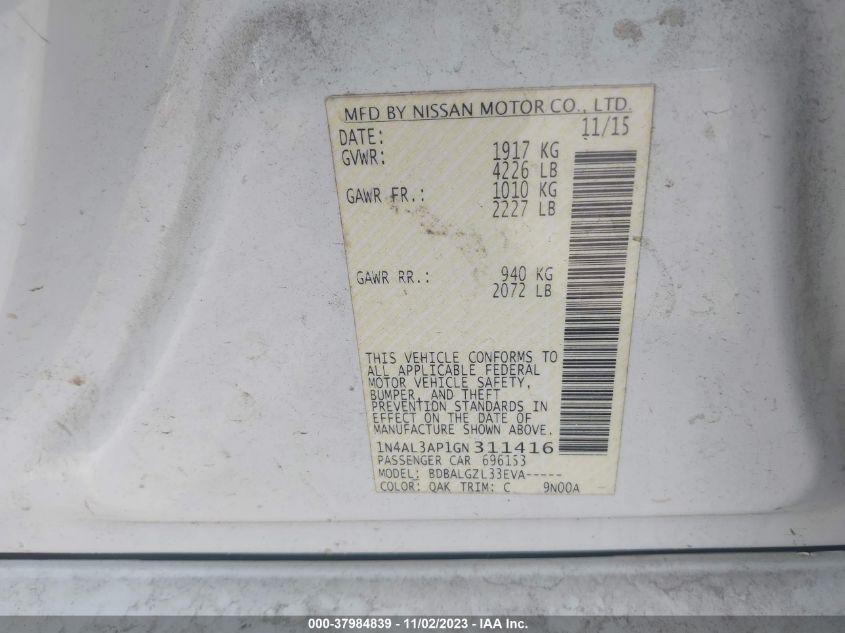 MFD BY NISSAN MOTOR CO., LTD.
DATE: 11/15
GVWR: 1917 KG
4226 LB
GAWR FR.: 1010 KG
2227 LB
GAWR RR.: 940 KG
2072 LB
THIS VEHICLE CONFORMS TO
ALL APPLICABLE FEDERAL
MOTOR VEHICLE SAFETY,
BUMPER, AND THEFT
PREVENTION STANDARDS IN
EFFECT ON THE DATE OF
MANUFACTURE SHOWN ABOVE.
1N4AL3AP1GN311416
PASSENGER CAR 696153
MODEL: BDBALGZL33EVA-----
COLOR: QAK TRIM: C 9N00A
000-37984839 - 11/02/2023 - IAA Inc.